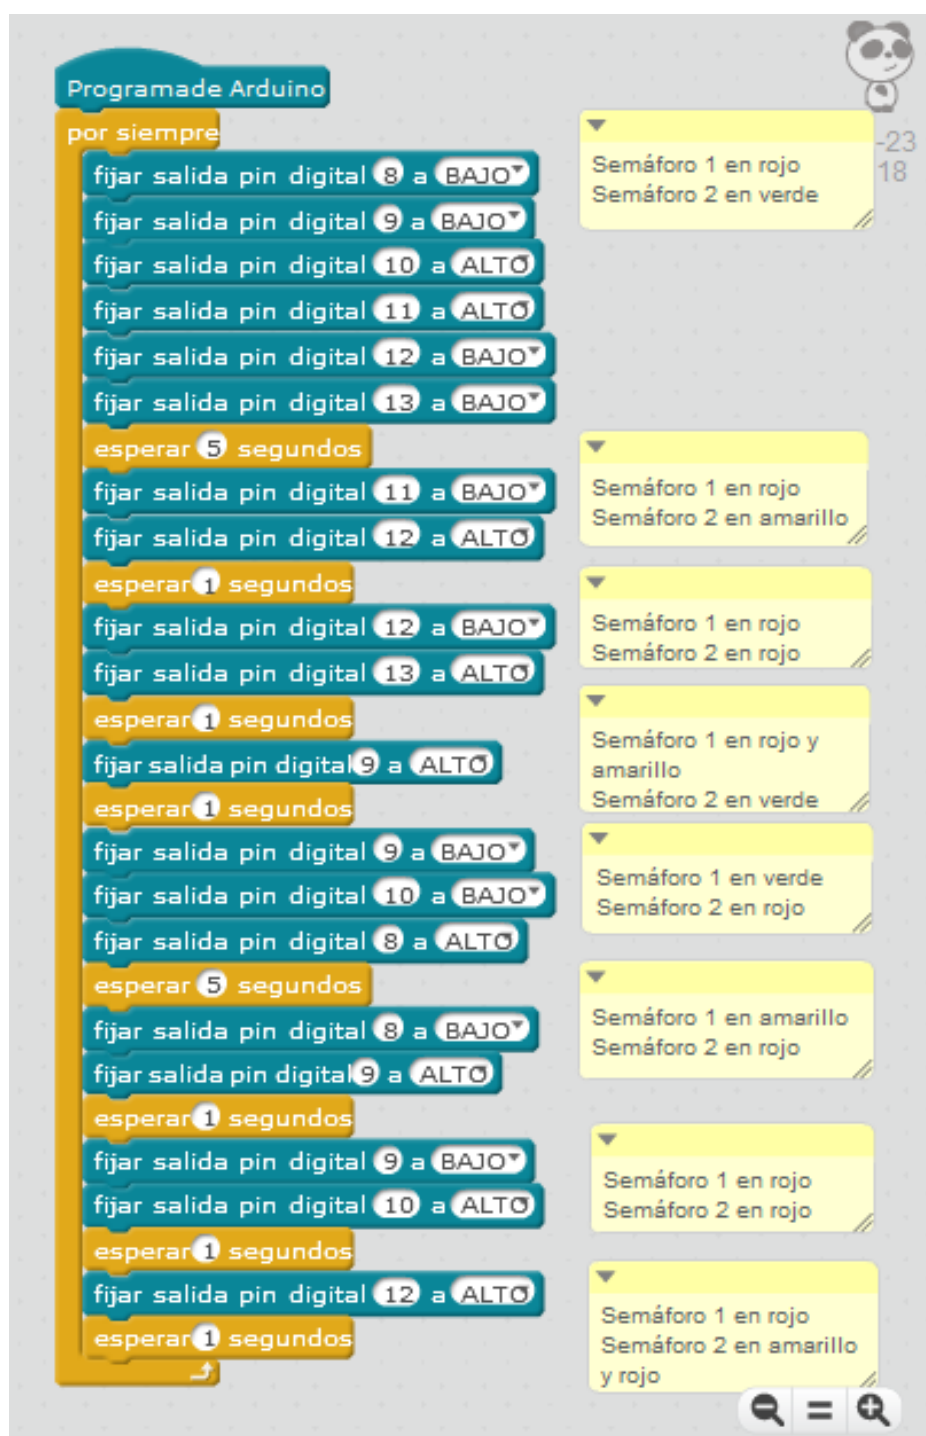 Programade Arduino
por siempre
fijar salida pin digital 8 a BAJO
fijar salida pin digital 9 a BAJO
fijar salida pin digital 10 a ALTO
fijar salida pin digital 11 a ALTO
fijar salida pin digital 12 a BAJO
fijar salida pin digital 13 a BAJO
esperar 5 segundos
fijar salida pin digital 11 a BAJO
fijar salida pin digital 12 a ALTO
esperar 1 segundos
fijar salida pin digital 12 a BAJO
fijar salida pin digital 13 a ALTO
esperar 1 segundos
fijar salida pin digital 9 a ALTO
esperar 1 segundos
fijar salida pin digital 9 a BAJO
fijar salida pin digital 10 a BAJO
fijar salida pin digital 8 a ALTO
esperar 5 segundos
fijar salida pin digital 8 a BAJO
fijar salida pin digital 9 a ALTO
esperar 1 segundos
fijar salida pin digital 9 a BAJO
fijar salida pin digital 10 a ALTO
esperar 1 segundos
fijar salida pin digital 12 a ALTO
esperar 1 segundos
-23
18
Semáforo 1 en rojo
Semáforo 2 en verde
Semáforo 1 en rojo
Semáforo 2 en amarillo
Semáforo 1 en rojo
Semáforo 2 en rojo
Semáforo 1 en rojo y
amarillo
Semáforo 2 en verde
Semáforo 1 en verde
Semáforo 2 en rojo
Semáforo 1 en amarillo
Semáforo 2 en rojo
Semáforo 1 en rojo
Semáforo 2 en rojo
Semáforo 1 en rojo
Semáforo 2 en amarillo
y rojo